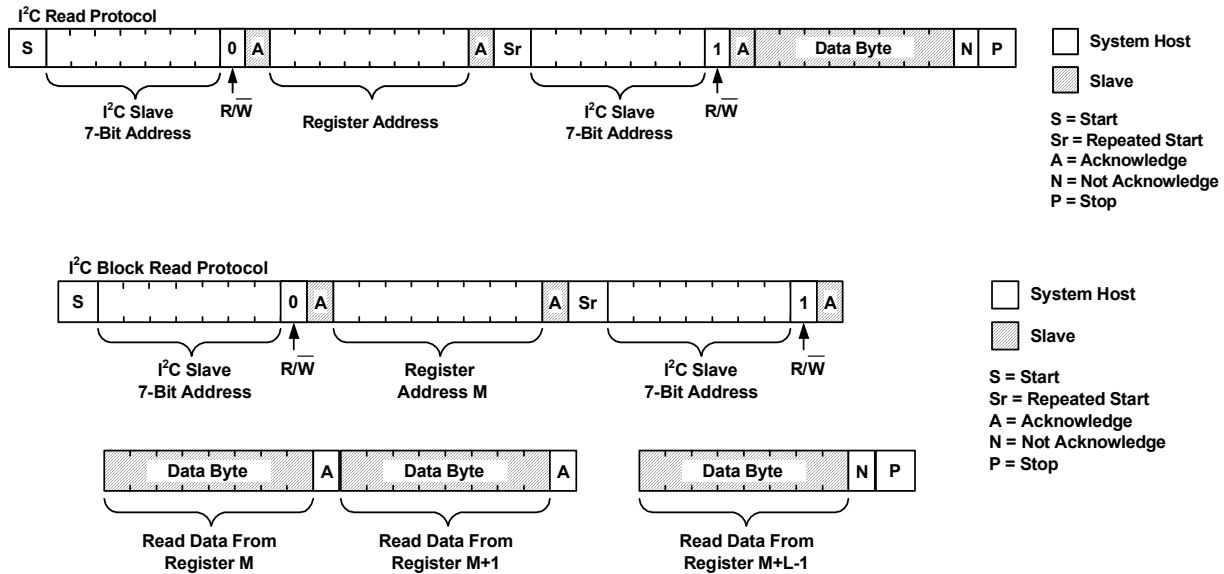 I²C Read Protocol
S 0 A A Sr 1 A Data Byte N P
I²C Slave
7-Bit Address
R/W̅
Register Address
I²C Slave
7-Bit Address
R/W̅
System Host
Slave
S = Start
Sr = Repeated Start
A = Acknowledge
N = Not Acknowledge
P = Stop
I²C Block Read Protocol
S 0 A A Sr 1 A
I²C Slave
7-Bit Address
R/W̅
Register
Address M
I²C Slave
7-Bit Address
R/W̅
System Host
Slave
S = Start
Sr = Repeated Start
A = Acknowledge
N = Not Acknowledge
P = Stop
Data Byte A Data Byte A Data Byte N P
Read Data From
Register M
Read Data From
Register M+1
Read Data From
Register M+L-1